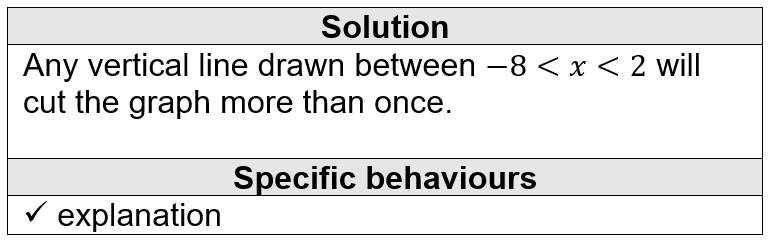 Solution
Any vertical line drawn between −8 < 𝑥 < 2 will
cut the graph more than once.
Specific behaviours
✓ explanation